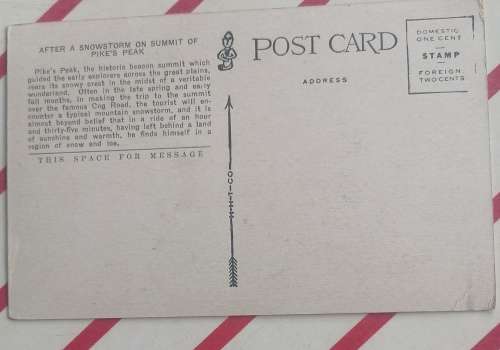 AFTER A SNOWSTORM ON SUMMIT OF
PIKE'S PEAK
Pike's Peak, the historic beacon summit which
guided the early explorers across the great plains,
rears its snowy crest in the midst of a veritable
wonderland. Often in the late spring and early
fall months, in making the trip to the summit
over the famous Cog Road, the tourist will en-
counter a typical mountain snowstorm, and it is
almost beyond belief that in a ride of an hour
and thirty-five minutes, having left behind a land
of sunshine and warmth, he finds himself in a
region of snow and ice.
THIS SPACE FOR MESSAGE
POST CARD
ADDRESS
DOMESTIC
ONE CENT
STAMP
FOREIGN
TWO CENTS